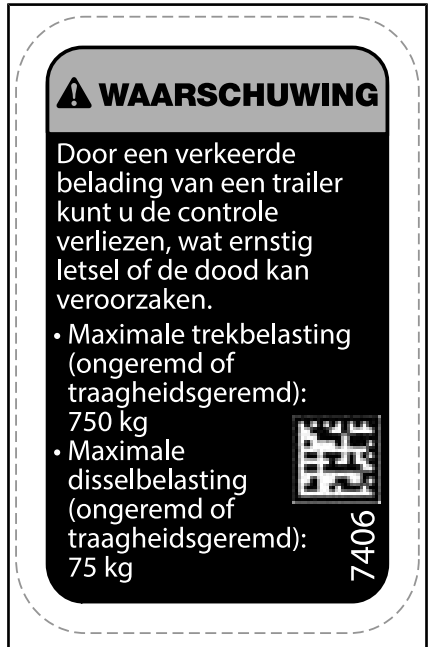 WAARSCHUWING
Door een verkeerde
belading van een trailer
kunt u de controle
verliezen, wat ernstig
letsel of de dood kan
veroorzaken.
• Maximale trekbelasting
(ongeremd of
traagheidsgeremd):
750 kg
• Maximale
disselbelasting
(ongeremd of
traagheidsgeremd):
75 kg
7406